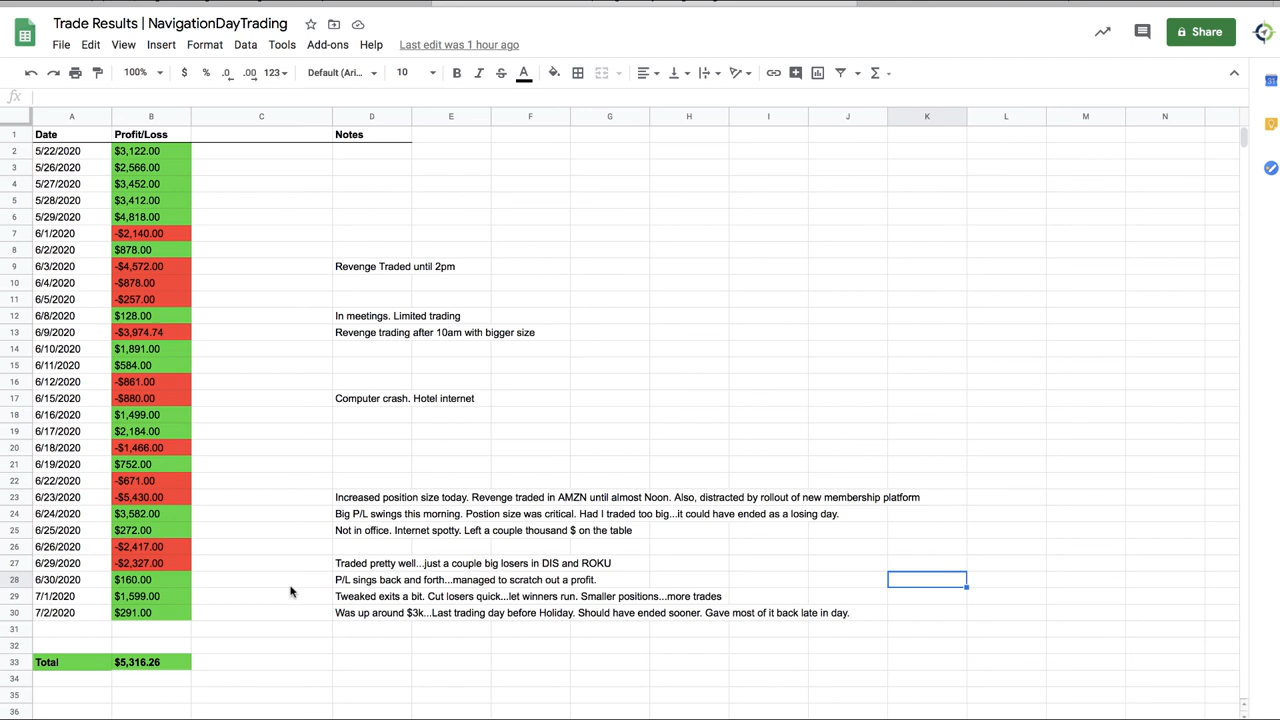 Trade Results | NavigationDayTrading
File Edit View Insert Format Data Tools Add-ons Help Last edit was 1 hour ago
Share
100% $ % .0 .00 123 Default (Ari... 10 B I S A
fx
A B C D E F G H I J K L M N
1 Date Profit/Loss Notes
2 5/22/2020 $3,122.00
3 5/26/2020 $2,566.00
4 5/27/2020 $3,452.00
5 5/28/2020 $3,412.00
6 5/29/2020 $4,818.00
7 6/1/2020 -$2,140.00
8 6/2/2020 $878.00
9 6/3/2020 -$4,572.00 Revenge Traded until 2pm
10 6/4/2020 -$878.00
11 6/5/2020 -$257.00
12 6/8/2020 $128.00 In meetings. Limited trading
13 6/9/2020 -$3,974.74 Revenge trading after 10am with bigger size
14 6/10/2020 $1,891.00
15 6/11/2020 $584.00
16 6/12/2020 -$861.00
17 6/15/2020 -$880.00 Computer crash. Hotel internet
18 6/16/2020 $1,499.00
19 6/17/2020 $2,184.00
20 6/18/2020 -$1,466.00
21 6/19/2020 $752.00
22 6/22/2020 -$671.00
23 6/23/2020 -$5,430.00 Increased position size today. Revenge traded in AMZN until almost Noon. Also, distracted by rollout of new membership platform
24 6/24/2020 $3,582.00 Big P/L swings this morning. Postion size was critical. Had I traded too big...it could have ended as a losing day.
25 6/25/2020 $272.00 Not in office. Internet spotty. Left a couple thousand $ on the table
26 6/26/2020 -$2,417.00
27 6/29/2020 -$2,327.00 Traded pretty well...just a couple big losers in DIS and ROKU
28 6/30/2020 $160.00 P/L sings back and forth...managed to scratch out a profit.
29 7/1/2020 $1,599.00 Tweaked exits a bit. Cut losers quick...let winners run. Smaller positions...more trades
30 7/2/2020 $291.00 Was up around $3k...Last trading day before Holiday. Should have ended sooner. Gave most of it back late in day.
31
32
33 Total $5,316.26
34
35
36